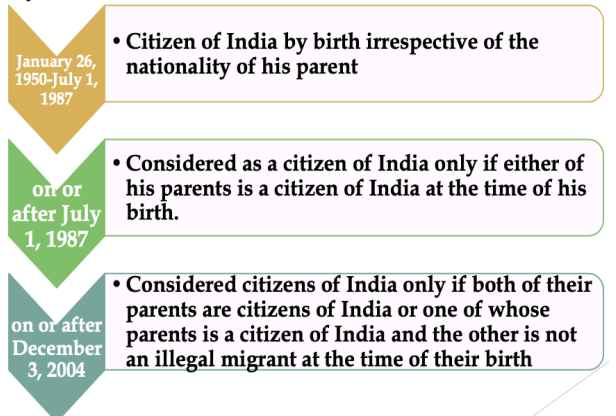 January 26,
1950-July 1,
1987
• Citizen of India by birth irrespective of the
nationality of his parent
on or
after July
1, 1987
• Considered as a citizen of India only if either of
his parents is a citizen of India at the time of his
birth.
on or after
December
3, 2004
• Considered citizens of India only if both of their
parents are citizens of India or one of whose
parents is a citizen of India and the other is not
an illegal migrant at the time of their birth